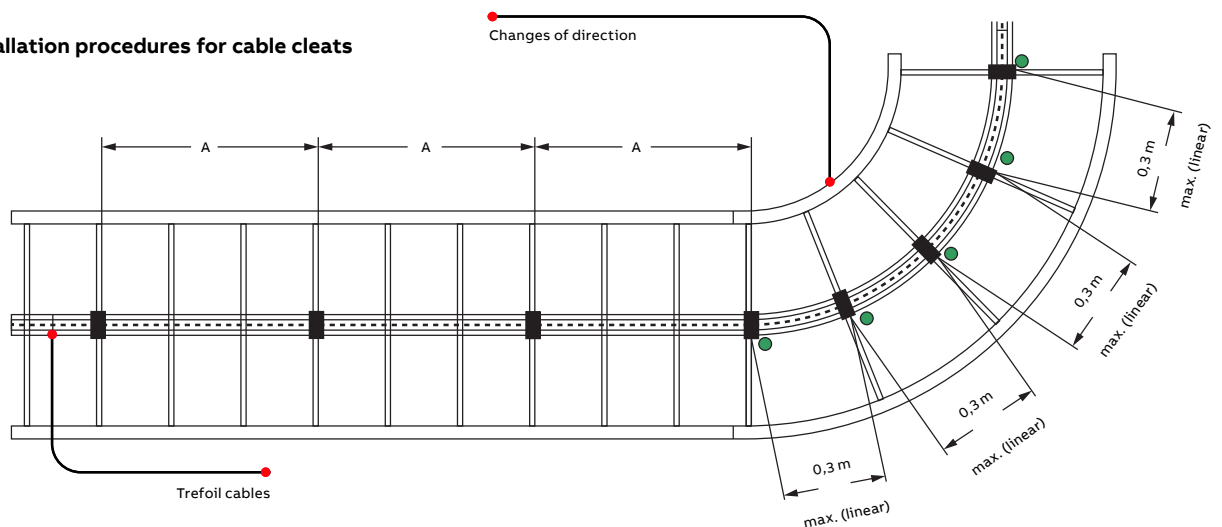 allation procedures for cable cleats
Changes of direction
A
A
A
0,3 m
max. (linear)
0,3 m
max. (linear)
0,3 m
max. (linear)
0,3 m
max. (linear)
Trefoil cables